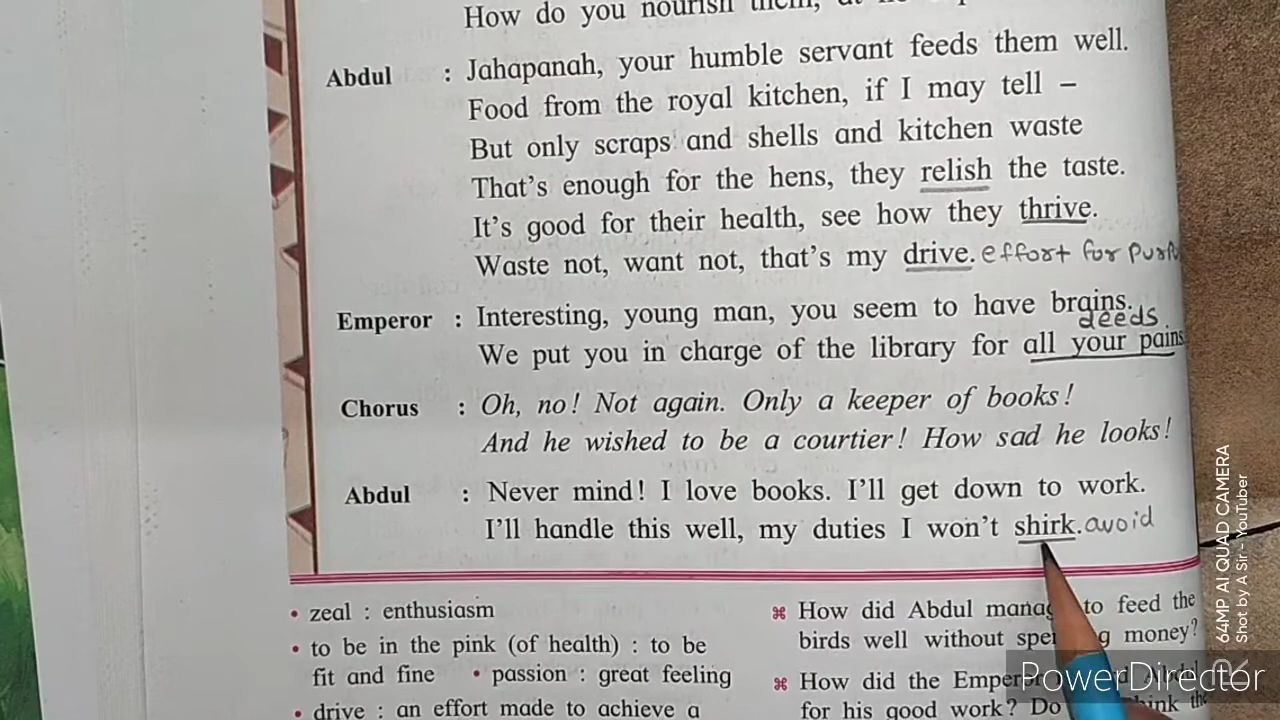 How do you nourish them,
Abdul : Jahapanah, your humble servant feeds them well.
Food from the royal kitchen, if I may tell –
But only scraps and shells and kitchen waste
That's enough for the hens, they relish the taste.
It's good for their health, see how they thrive.
Waste not, want not, that's my drive. effort for
Emperor : Interesting, young man, you seem to have brains.
deeds.
We put you in charge of the library for all your pains
Chorus : Oh, no! Not again. Only a keeper of books!
And he wished to be a courtier! How sad he looks!
Abdul : Never mind! I love books. I'll get down to work.
I'll handle this well, my duties I won't shirk. avoid
• zeal : enthusiasm
• to be in the pink (of health) : to be
fit and fine • passion : great feeling
• drive : an effort made to achieve a
⌘ How did Abdul to feed the
birds well without money?
⌘ How did the
for his good work? Do the
64MP AI QUAD CAMERA
Shot by A Sir - YouTuber
PowerDirector